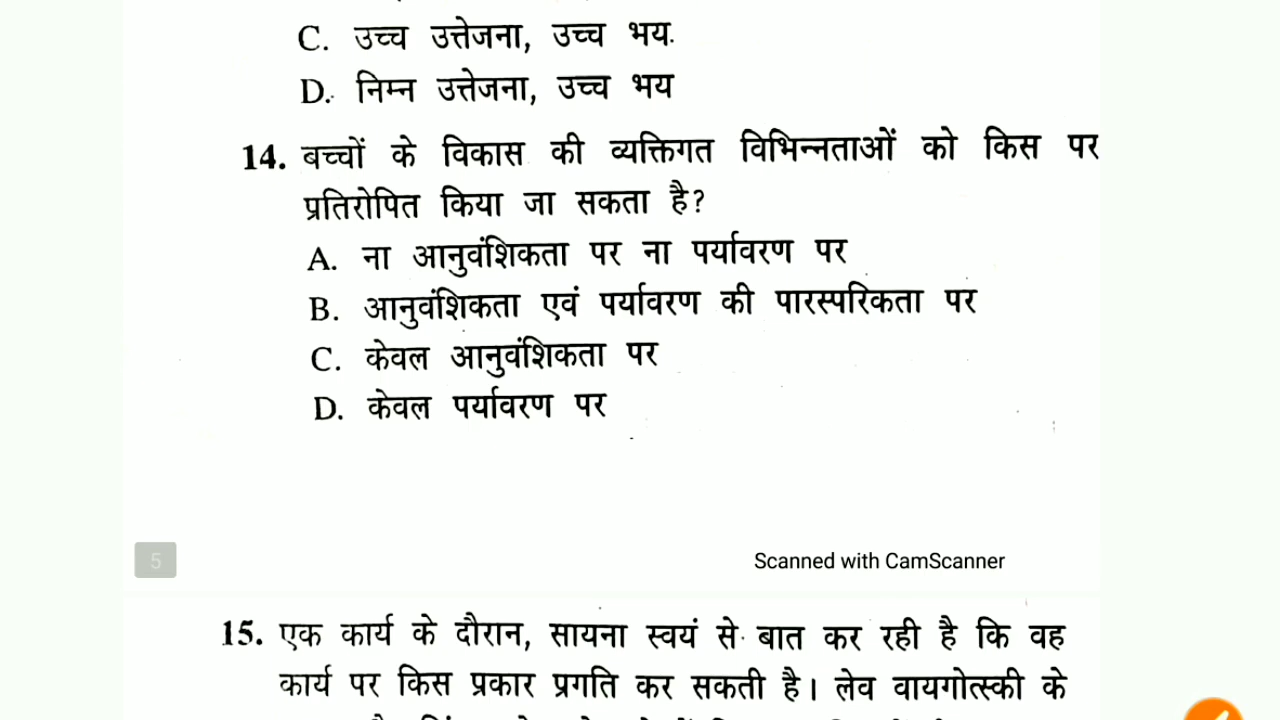 C. उच्च उत्तेजना, उच्च भय
D. निम्न उत्तेजना, उच्च भय
14. बच्चों के विकास की व्यक्तिगत विभिन्नताओं को किस पर
प्रतिरोपित किया जा सकता है?
A. ना आनुवंशिकता पर ना पर्यावरण पर
B. आनुवंशिकता एवं पर्यावरण की पारस्परिकता पर
C. केवल आनुवंशिकता पर
D. केवल पर्यावरण पर
5
Scanned with CamScanner
15. एक कार्य के दौरान, सायना स्वयं से बात कर रही है कि वह
कार्य पर किस प्रकार प्रगति कर सकती है। लेव वायगोत्स्की के